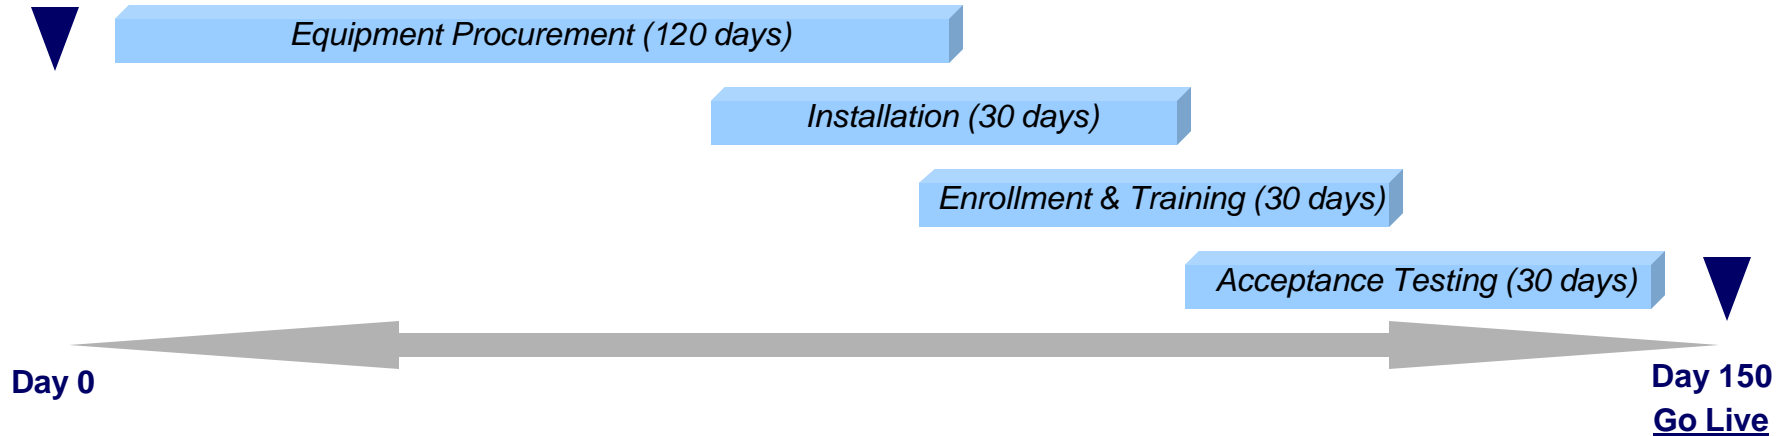 Equipment Procurement (120 days)
Installation (30 days)
Enrollment & Training (30 days)
Acceptance Testing (30 days)
Day 0
Day 150
Go Live